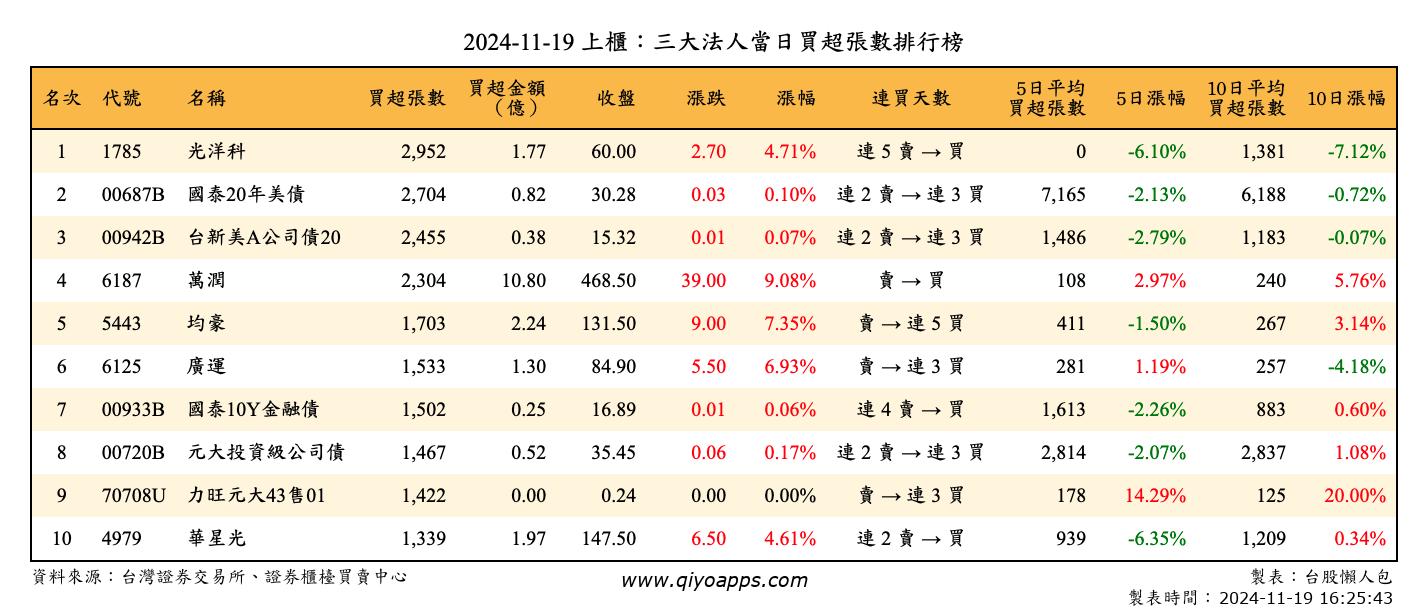 2024-11-19 上櫃：三大法人當日買超張數排行榜
名次 代號 名稱 買超張數 買超金額（億） 收盤 漲跌 漲幅 連買天數 5日平均買超張數 5日漲幅 10日平均買超張數 10日漲幅
1 1785 光洋科 2,952 1.77 60.00 2.70 4.71% 連 5 賣 → 買 0 -6.10% 1,381 -7.12%
2 00687B 國泰20年美債 2,704 0.82 30.28 0.03 0.10% 連 2 賣 → 連 3 買 7,165 -2.13% 6,188 -0.72%
3 00942B 台新美A公司債20 2,455 0.38 15.32 0.01 0.07% 連 2 賣 → 連 3 買 1,486 -2.79% 1,183 -0.07%
4 6187 萬潤 2,304 10.80 468.50 39.00 9.08% 賣 → 買 108 2.97% 240 5.76%
5 5443 均豪 1,703 2.24 131.50 9.00 7.35% 賣 → 連 5 買 411 -1.50% 267 3.14%
6 6125 廣運 1,533 1.30 84.90 5.50 6.93% 賣 → 連 3 買 281 1.19% 257 -4.18%
7 00933B 國泰10Y金融債 1,502 0.25 16.89 0.01 0.06% 連 4 賣 → 買 1,613 -2.26% 883 0.60%
8 00720B 元大投資級公司債 1,467 0.52 35.45 0.06 0.17% 連 2 賣 → 連 3 買 2,814 -2.07% 2,837 1.08%
9 70708U 力旺元大43售01 1,422 0.00 0.24 0.00 0.00% 賣 → 連 3 買 178 14.29% 125 20.00%
10 4979 華星光 1,339 1.97 147.50 6.50 4.61% 連 2 賣 → 買 939 -6.35% 1,209 0.34%
資料來源：台灣證券交易所、證券櫃檯買賣中心
www.qiyoapps.com
製表：台股懶人包
製表時間：2024-11-19 16:25:43